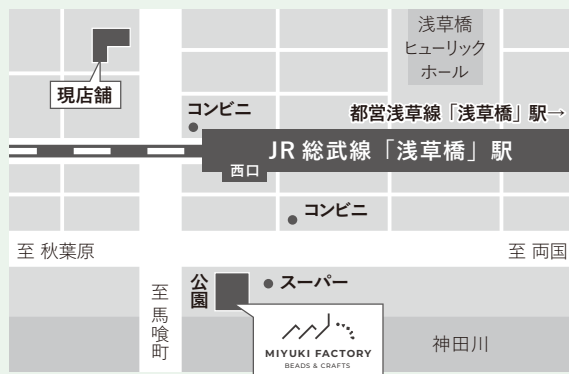 浅草橋
ヒューリック
ホール
現店舗
コンビニ
都営浅草線「浅草橋」駅→
JR 総武線「浅草橋」駅
西口
コンビニ
至 秋葉原
至 両国
公園
スーパー
至 馬喰町
MIYUKI FACTORY
BEADS & CRAFTS
神田川